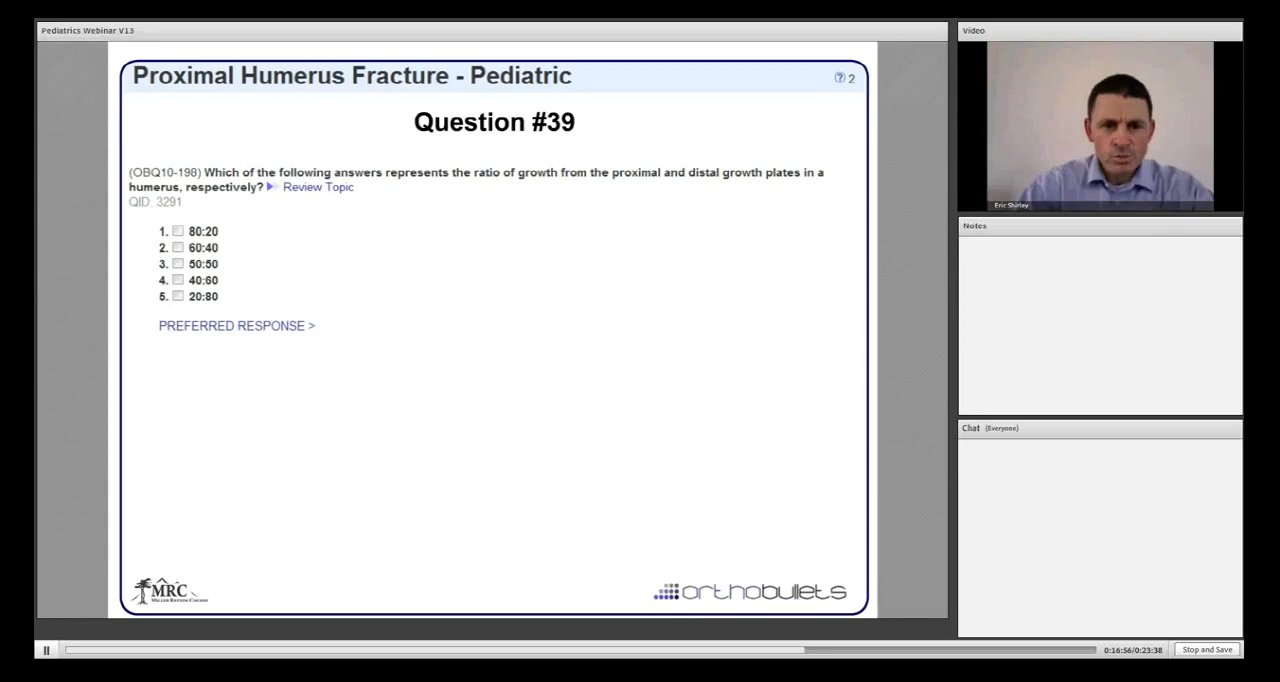 Pediatrics Webinar V13
Proximal Humerus Fracture - Pediatric
2
Question #39
(OBQ10-198) Which of the following answers represents the ratio of growth from the proximal and distal growth plates in a
humerus, respectively? Review Topic
QID: 3291
1. 80:20
2. 60:40
3. 50:50
4. 40:60
5. 20:80
PREFERRED RESPONSE >
MRC
MILLER REVIEW COURSE
orthobullets
Video
Eric Shirley
Notes
Chat (Everyone)
0:16:56/0:23:38
Stop and Save